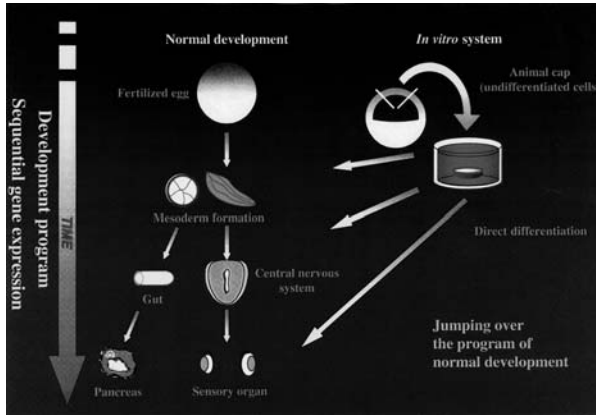 Normal development
In vitro system
Fertilized egg
Animal cap
(undifferentiated cells)
Mesoderm formation
Direct differentiation
Gut
Central nervous
system
Pancreas
Sensory organ
Jumping over
the program of
normal development
Development program
Sequential gene expression
TIME